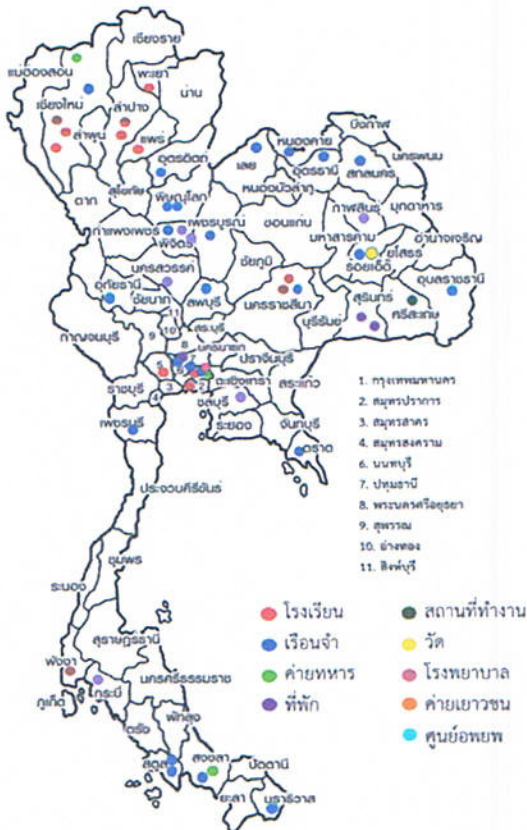 เชียงราย
แม่ฮ่องสอน
พะเยา
น่าน
เชียงใหม่
ลำปาง
ลำพูน
แพร่
บึงกาฬ
หนองคาย
อุตรดิตถ์
เลย
อุดรธานี
สกลนคร
นครพนม
ตาก
สุโขทัย
พิษณุโลก
หนองบัวลำภู
กาฬสินธุ์
มุกดาหาร
กำแพงเพชร
เพชรบูรณ์
ขอนแก่น
พิจิตร
มหาสารคาม
อำนาจเจริญ
ยโสธร
ร้อยเอ็ด
นครสวรรค์
ชัยภูมิ
อุทัยธานี
ชัยนาท
ลพบุรี
อุบลราชธานี
นครราชสีมา
สุรินทร์
บุรีรัมย์
ศรีสะเกษ
11
10
9
สระบุรี
กาญจนบุรี
8
นครนายก
ปราจีนบุรี
5
6
7
ราชบุรี
3
2
ฉะเชิงเทรา
สระแก้ว
4
ชลบุรี
เพชรบุรี
ระยอง
จันทบุรี
ตราด
ประจวบคีรีขันธ์
ชุมพร
ระนอง
สุราษฎร์ธานี
พังงา
ภูเก็ต
กระบี่
นครศรีธรรมราช
ตรัง
พัทลุง
สตูล
สงขลา
ปัตตานี
ยะลา
นราธิวาส
1. กรุงเทพมหานคร
2. สมุทรปราการ
3. สมุทรสาคร
4. สมุทรสงคราม
6. นนทบุรี
7. ปทุมธานี
8. พระนครศรีอยุธยา
9. สุพรรณ
10. อ่างทอง
11. สิงห์บุรี
โรงเรียน
เรือนจำ
ค่ายทหาร
ที่พัก
สถานที่ทำงาน
วัด
โรงพยาบาล
ค่ายเยาวชน
ศูนย์อพยพ